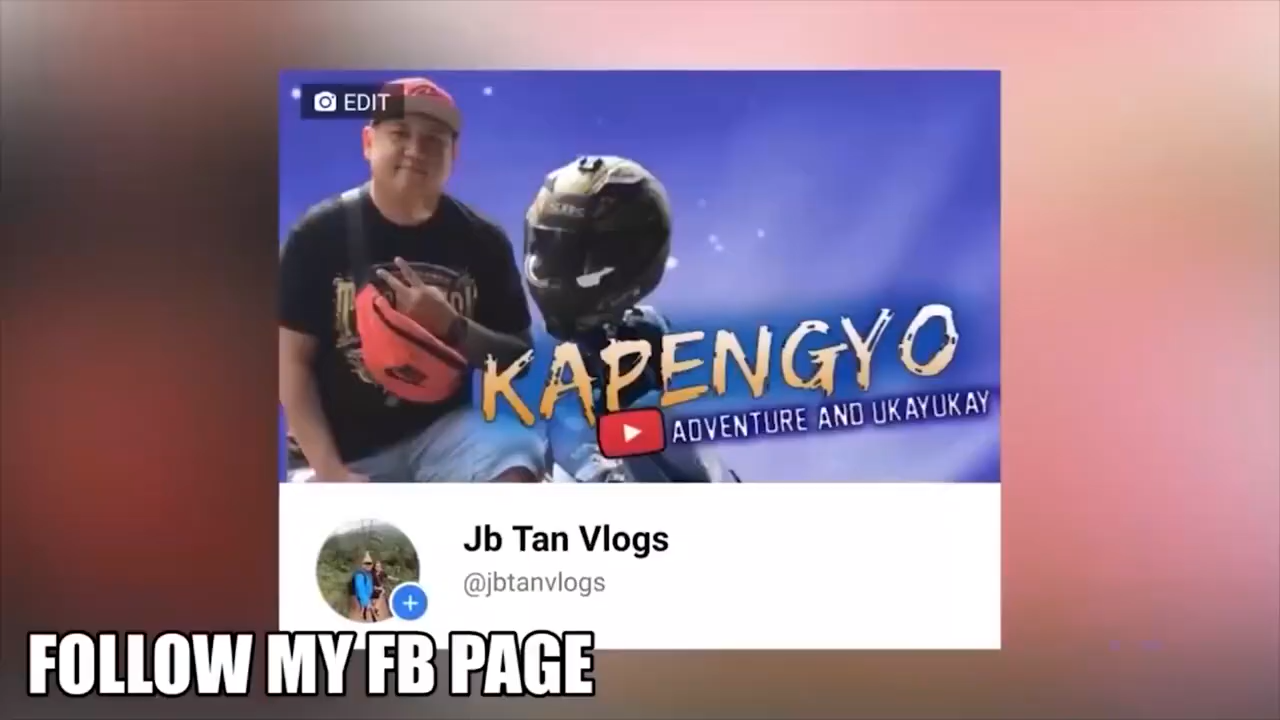 EDIT
KAPENGYO
ADVENTURE AND UKAYUKAY
Jb Tan Vlogs
@jbtanvlogs
FOLLOW MY FB PAGE